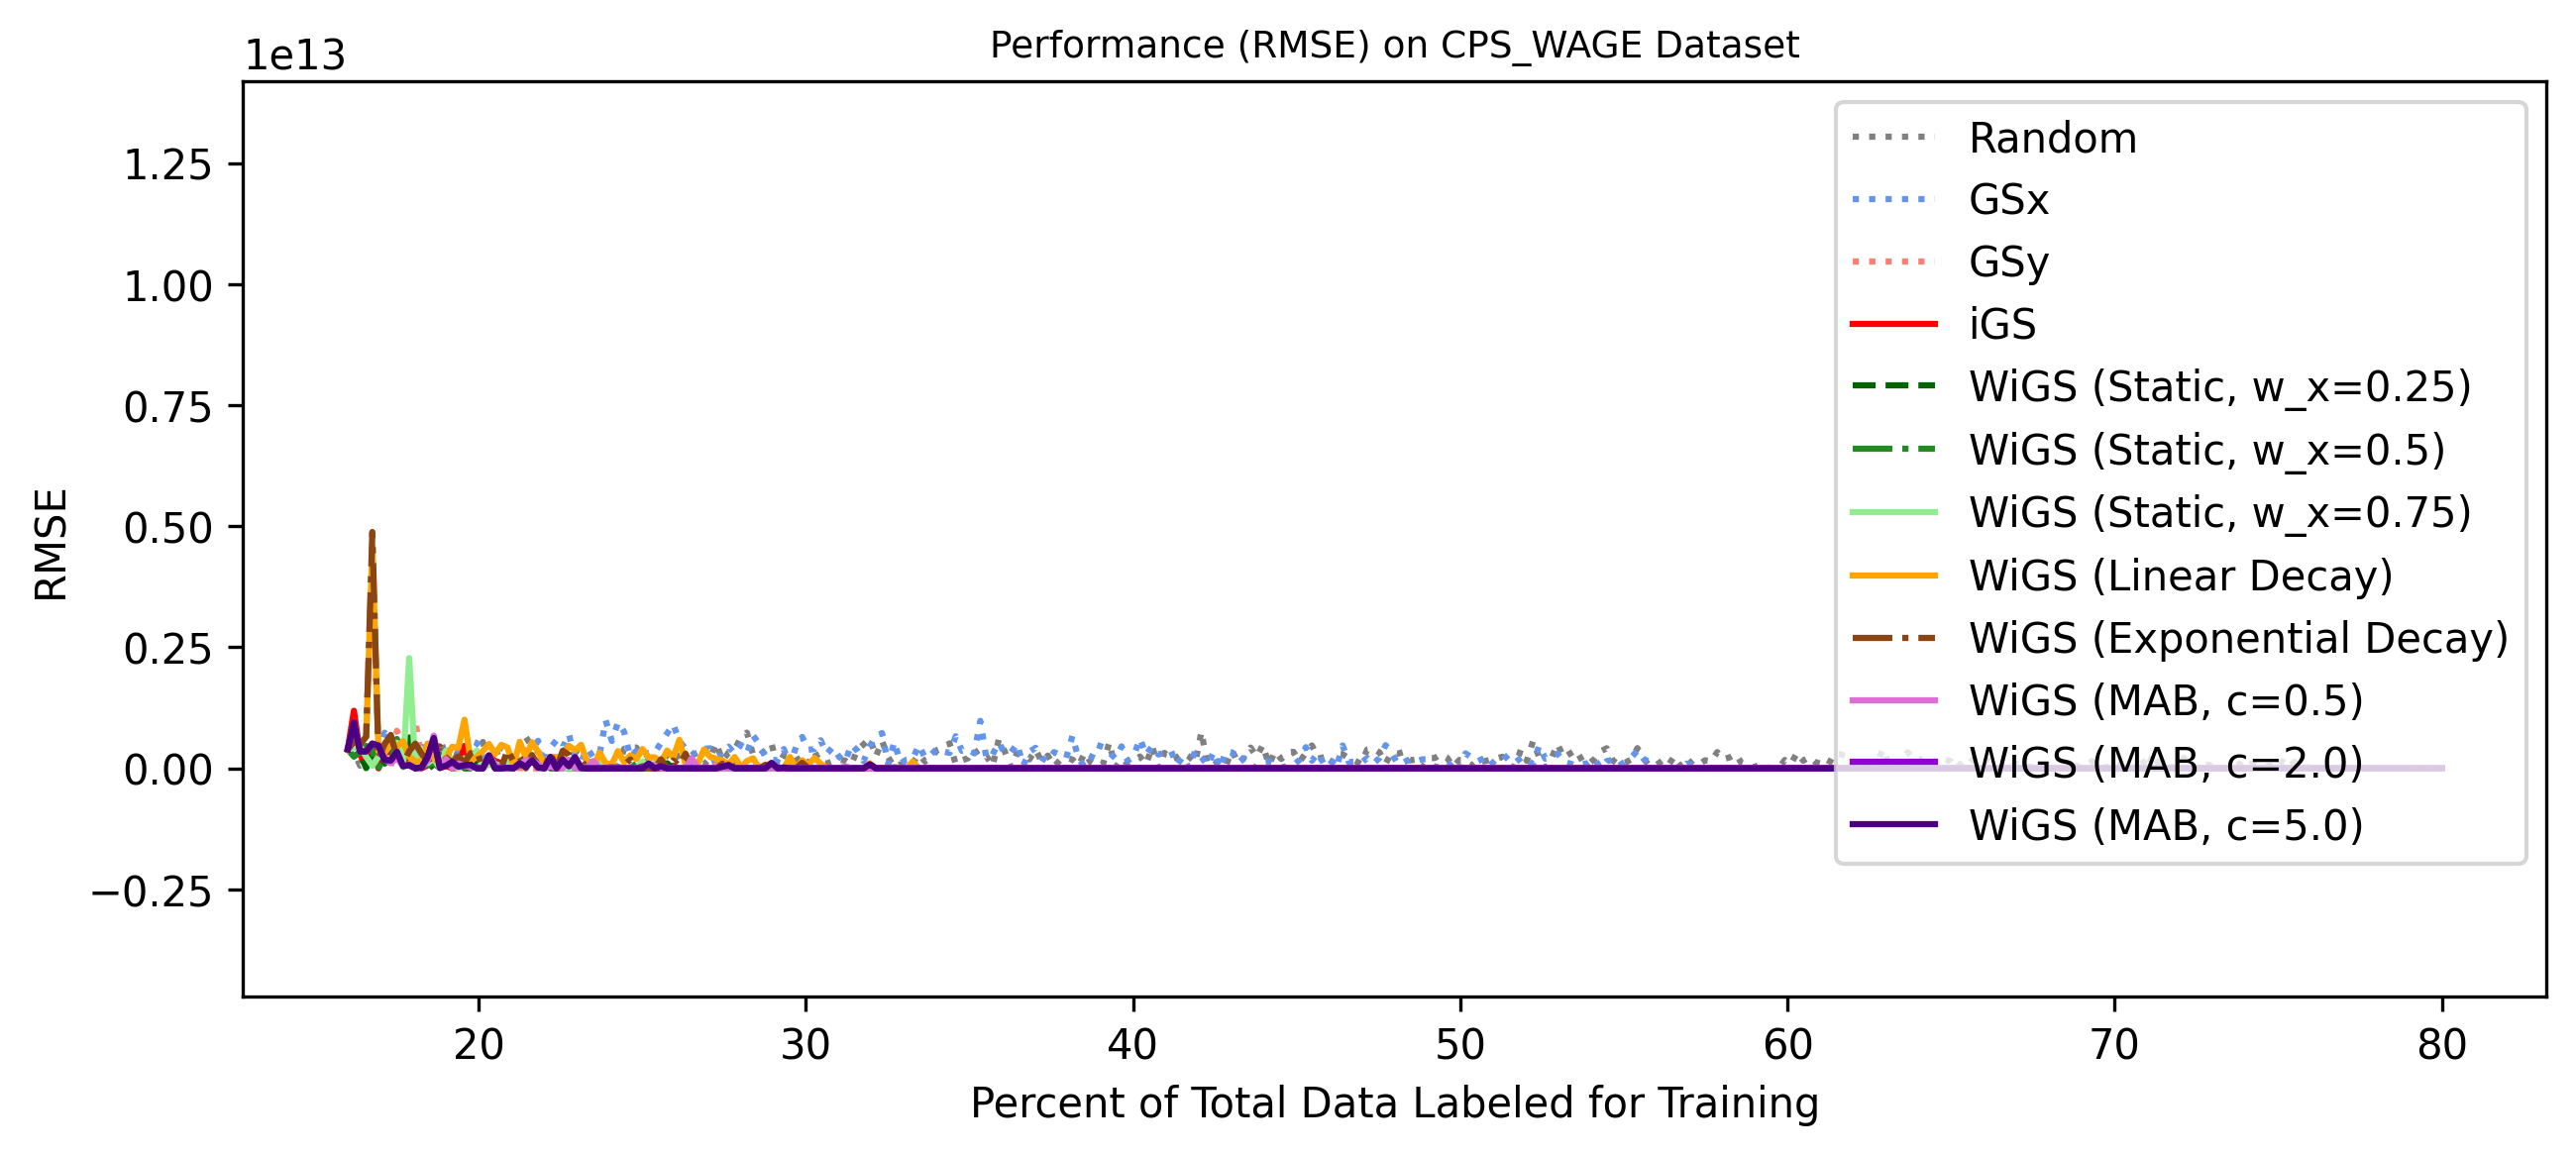 Performance (RMSE) on CPS_WAGE Dataset
1e13
1.25
1.00
0.75
0.50
0.25
0.00
−0.25
RMSE
20 30 40 50 60 70 80
Percent of Total Data Labeled for Training
Random
GSx
GSy
iGS
WiGS (Static, w_x=0.25)
WiGS (Static, w_x=0.5)
WiGS (Static, w_x=0.75)
WiGS (Linear Decay)
WiGS (Exponential Decay)
WiGS (MAB, c=0.5)
WiGS (MAB, c=2.0)
WiGS (MAB, c=5.0)